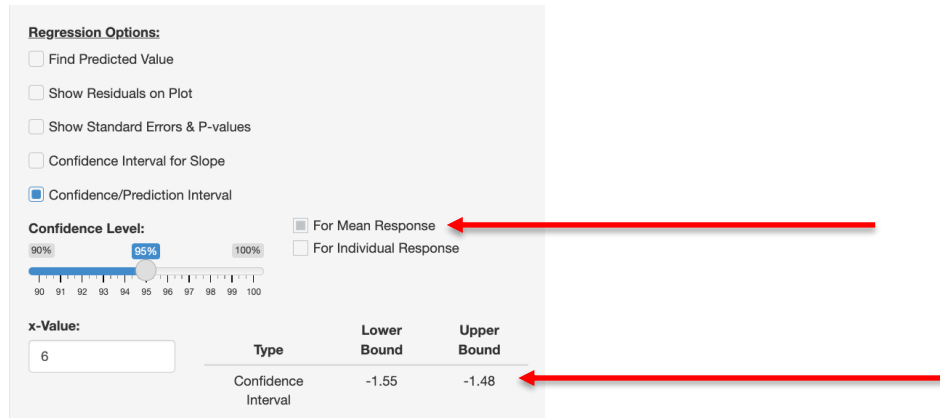 Regression Options:
Find Predicted Value
Show Residuals on Plot
Show Standard Errors & P-values
Confidence Interval for Slope
Confidence/Prediction Interval
Confidence Level:
90% 95% 100%
90 91 92 93 94 95 96 97 98 99 100
For Mean Response
For Individual Response
x-Value:
6
Type Lower Bound Upper Bound
Confidence Interval -1.55 -1.48